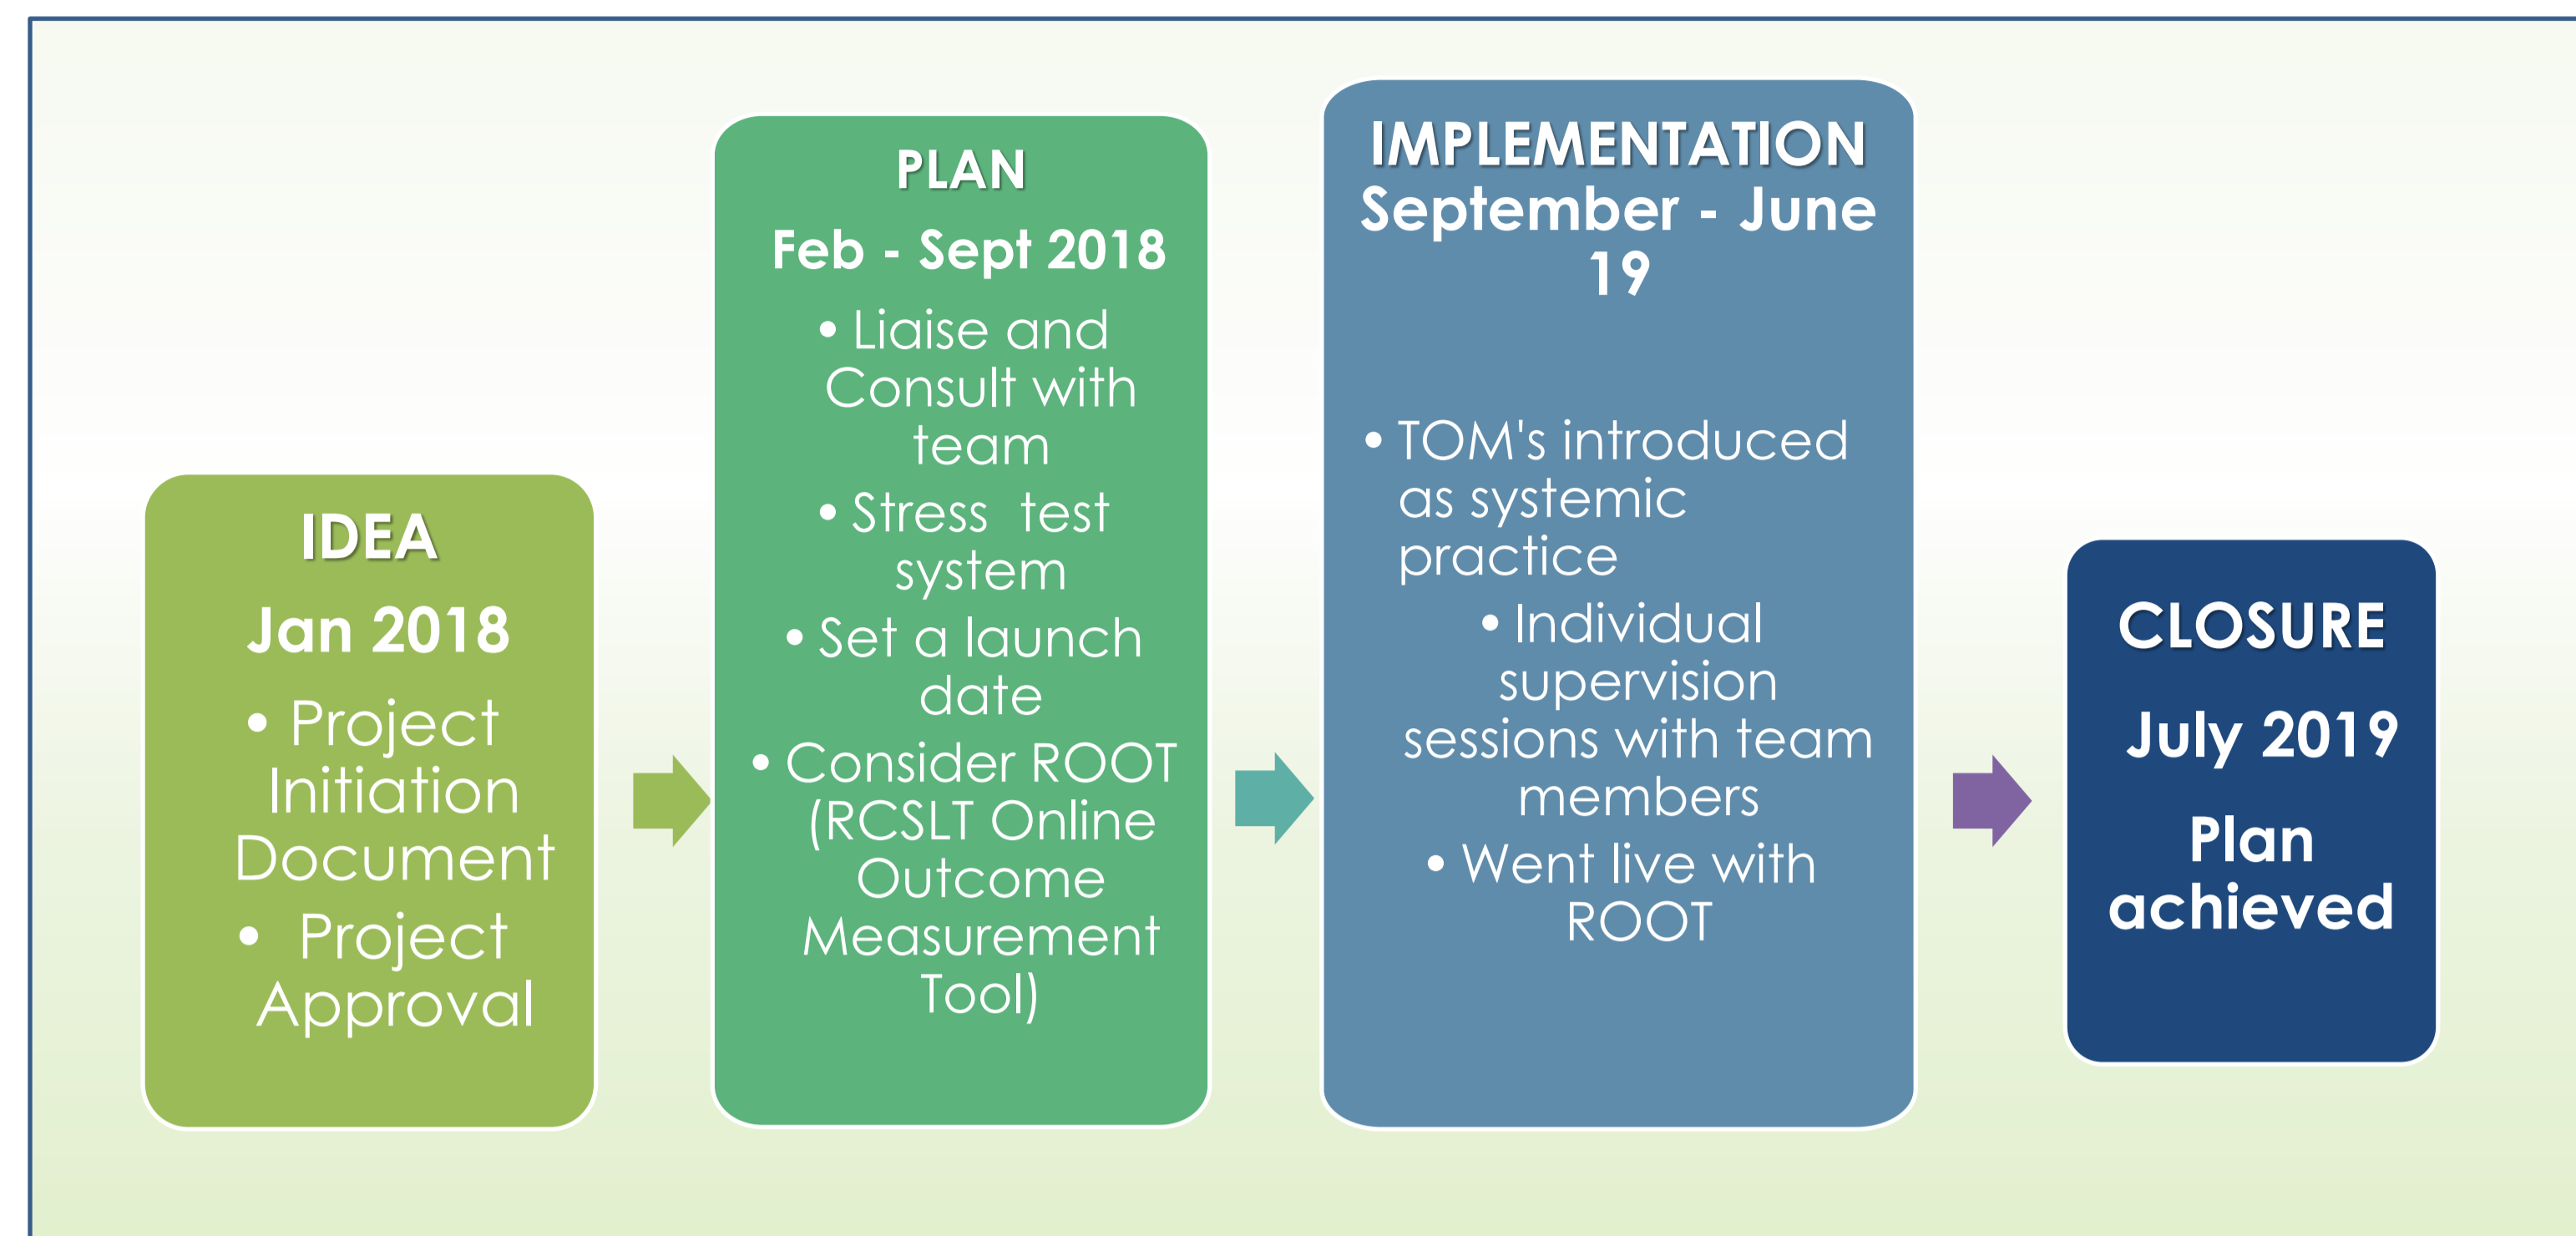 IDEA
Jan 2018
• Project
Initiation
Document
• Project
Approval
PLAN
Feb - Sept 2018
• Liaise and
Consult with
team
• Stress test
system
• Set a launch
date
• Consider ROOT
(RCSLT Online
Outcome
Measurement
Tool)
IMPLEMENTATION
September - June
19
• TOM's introduced
as systemic
practice
• Individual
supervision
sessions with team
members
• Went live with
ROOT
CLOSURE
July 2019
Plan
achieved